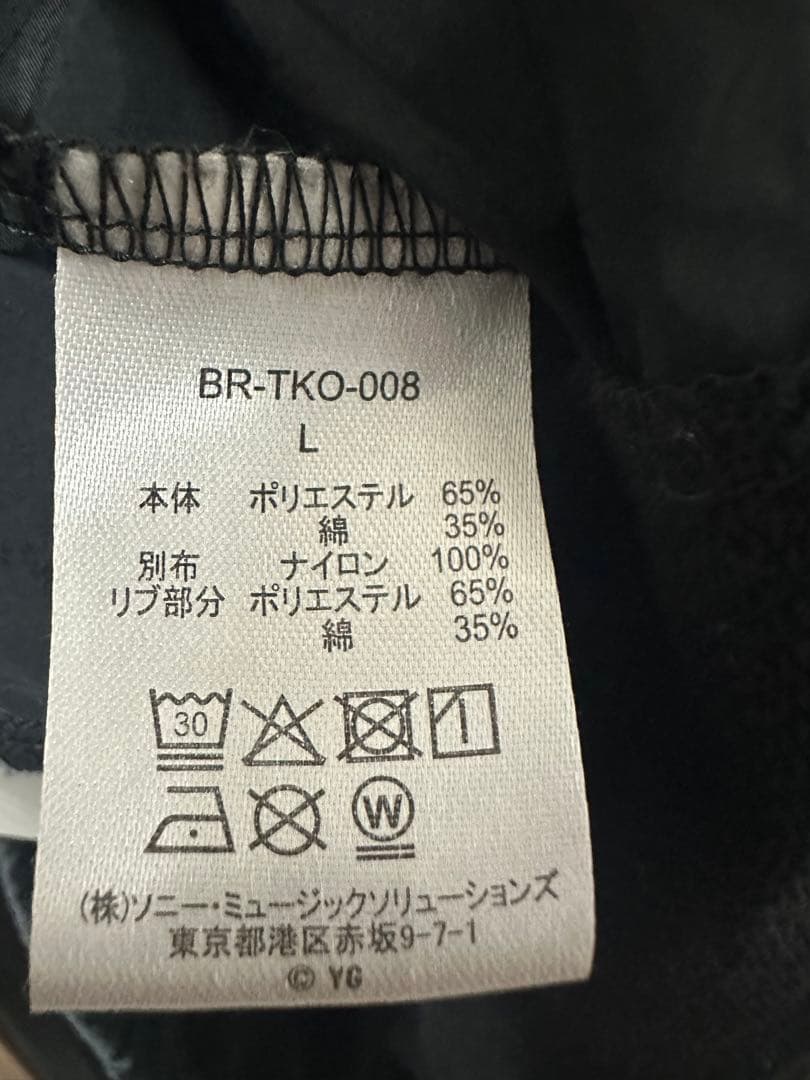 BR-TKO-008
L
本体 ポリエステル 65%
綿 35%
別布 ナイロン 100%
リブ部分 ポリエステル 65%
綿 35%
30
W
(株)ソニー・ミュージックソリューションズ
東京都港区赤坂9-7-1
© YG